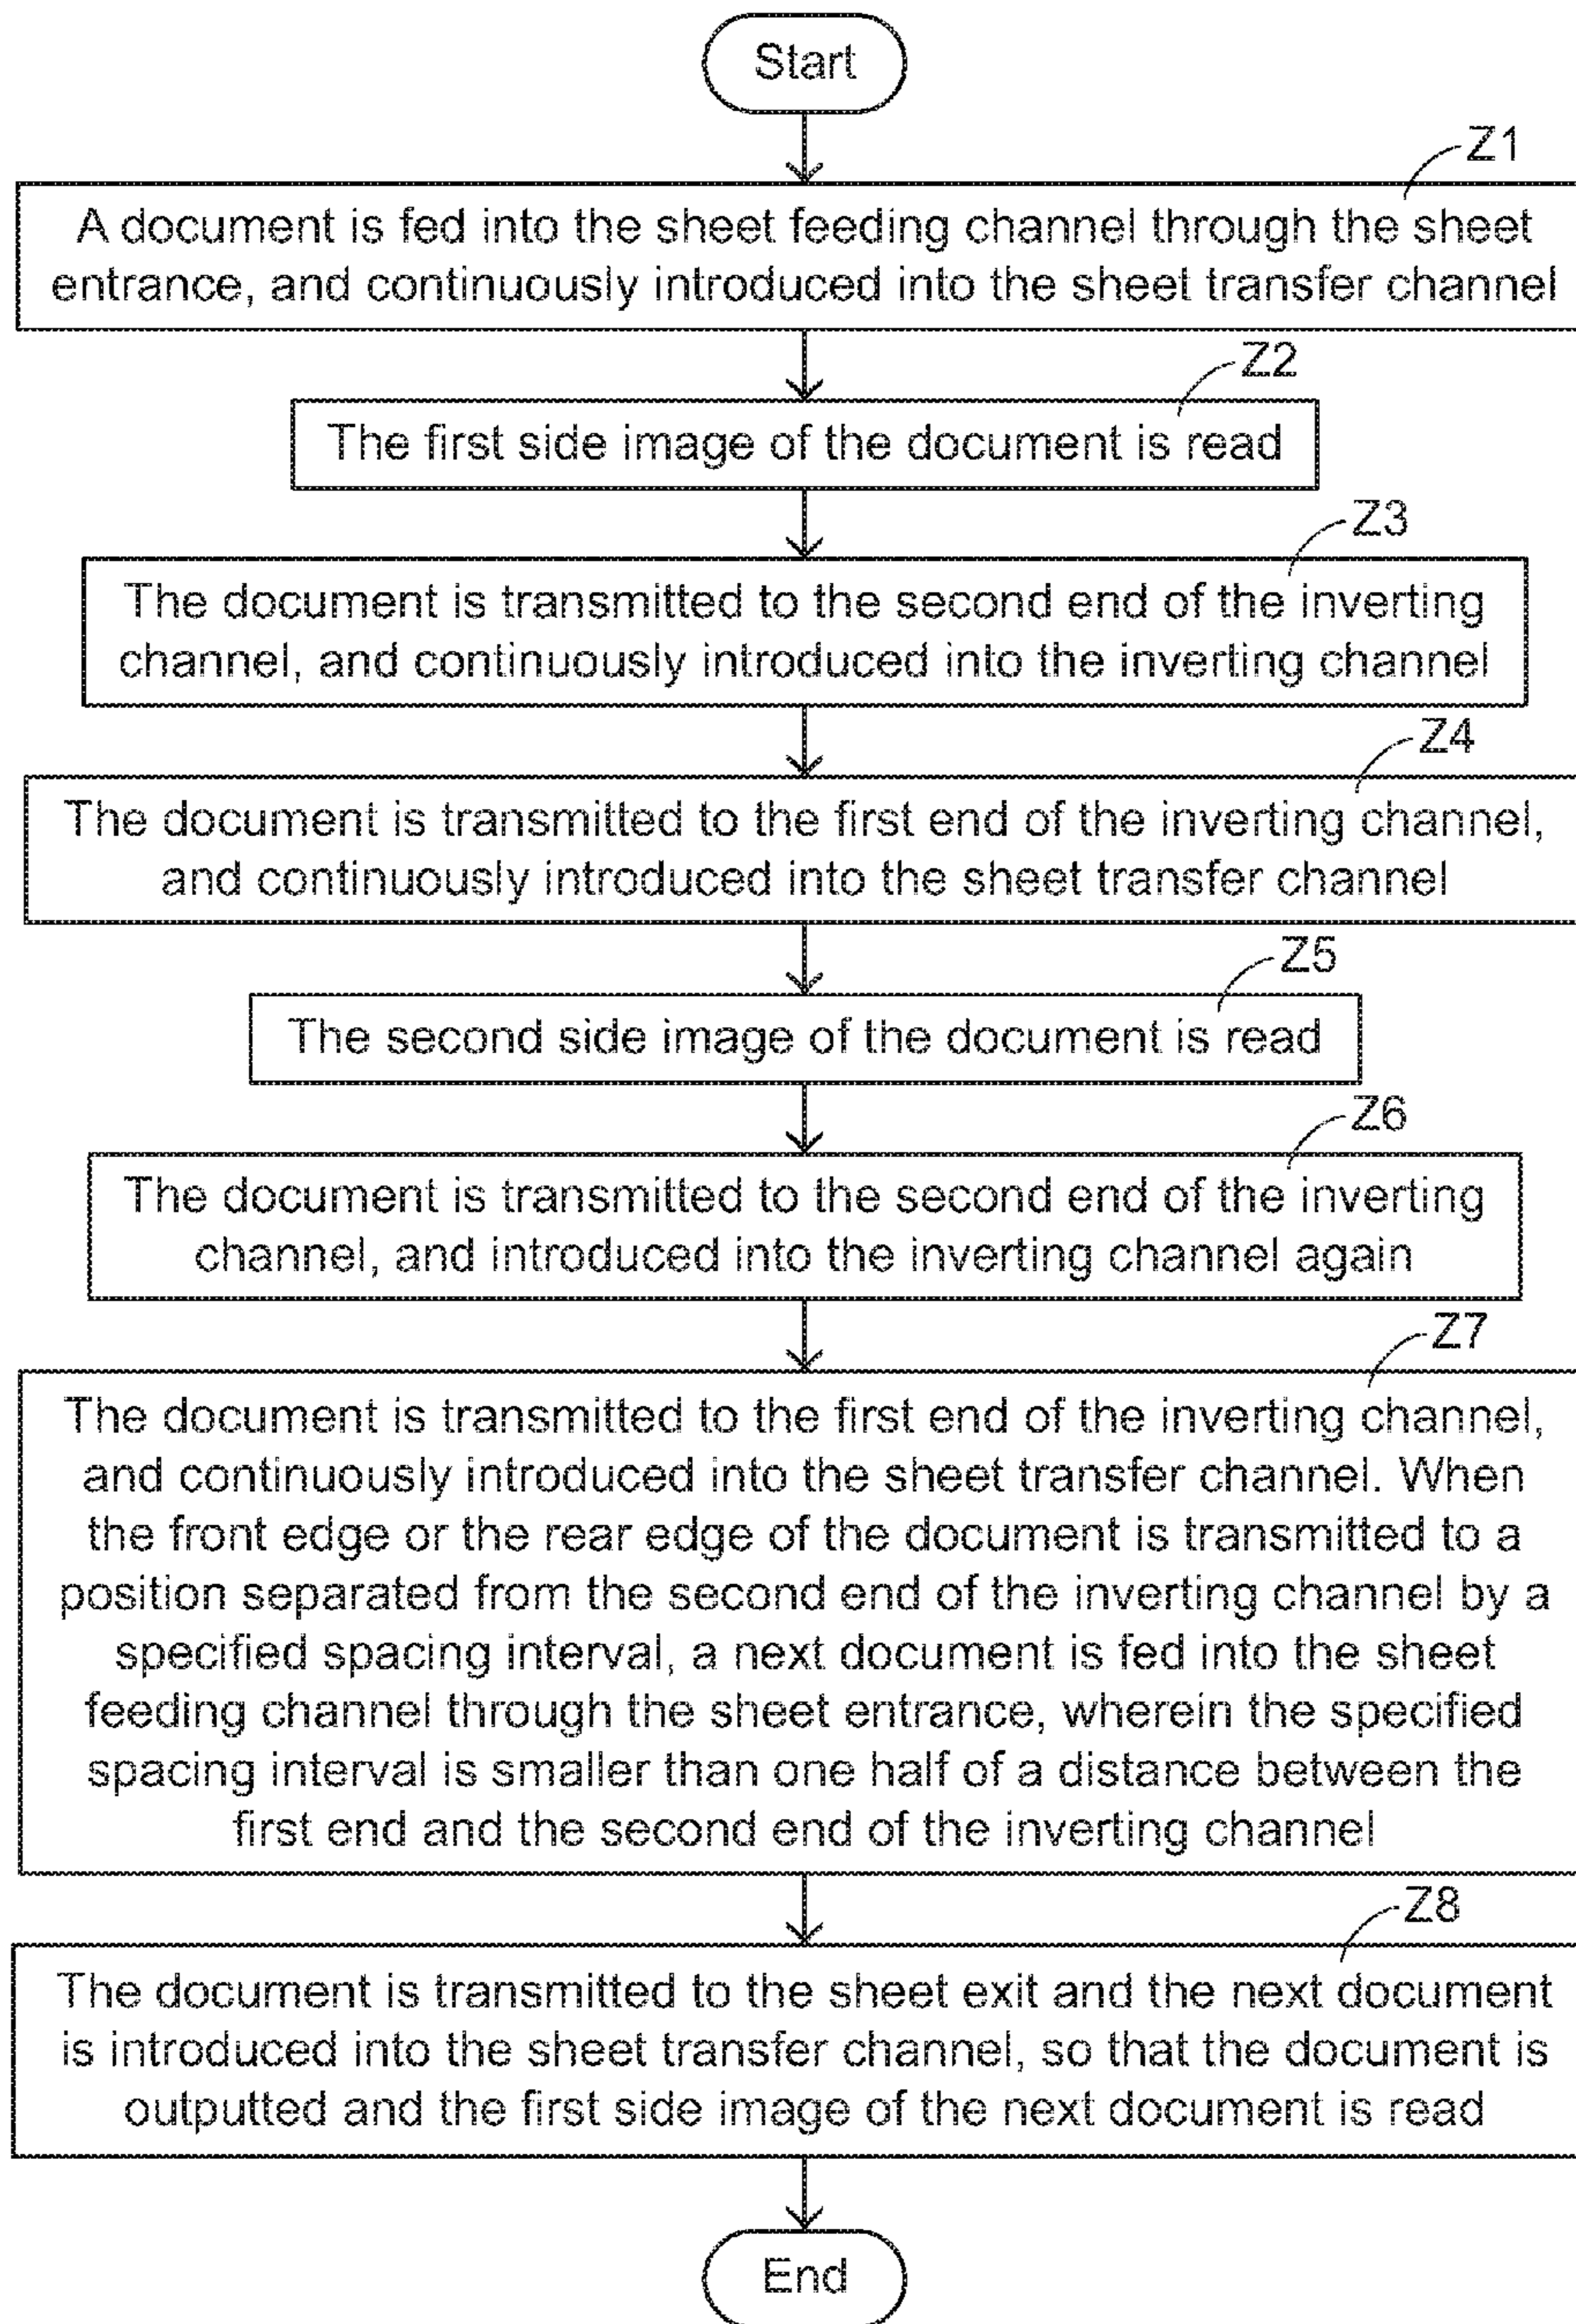 Start
Z1
A document is fed into the sheet feeding channel through the sheet
entrance, and continuously introduced into the sheet transfer channel
Z2
The first side image of the document is read
Z3
The document is transmitted to the second end of the inverting
channel, and continuously introduced into the inverting channel
Z4
The document is transmitted to the first end of the inverting channel,
and continuously introduced into the sheet transfer channel
Z5
The second side image of the document is read
Z6
The document is transmitted to the second end of the inverting
channel, and introduced into the inverting channel again
Z7
The document is transmitted to the first end of the inverting channel,
and continuously introduced into the sheet transfer channel. When
the front edge or the rear edge of the document is transmitted to a
position separated from the second end of the inverting channel by a
specified spacing interval, a next document is fed into the sheet
feeding channel through the sheet entrance, wherein the specified
spacing interval is smaller than one half of a distance between the
first end and the second end of the inverting channel
Z8
The document is transmitted to the sheet exit and the next document
is introduced into the sheet transfer channel, so that the document is
outputted and the first side image of the next document is read
End